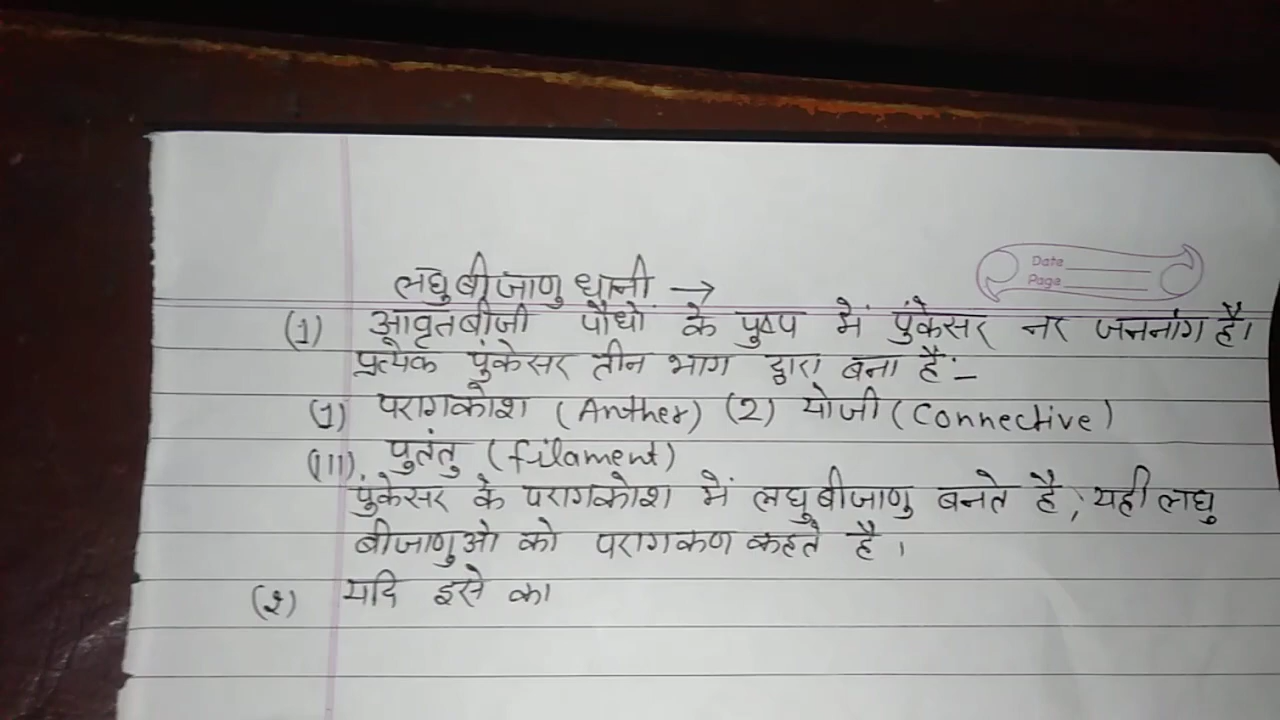 Date
Page
लघुबीजाणुधानी →
(1) आवृतबीजी पौधों के पुष्प में पुंकेसर नर जननांग है।
प्रत्येक पुंकेसर तीन भाग द्वारा बना है:-
(1) परागकोश (Anther) (2) योजी (Connective)
(III). पुतंतु (filament)
पुंकेसर के परागकोश में लघुबीजाणु बनते है, यही लघु
बीजाणुओ को परागकण कहते है।
(2) यदि इसे का